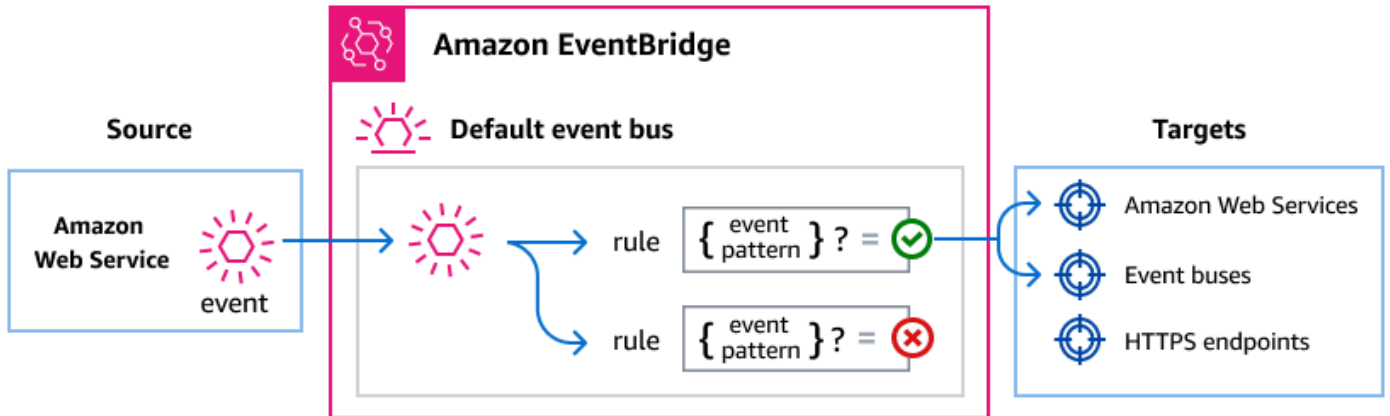 Amazon EventBridge
Source
Default event bus
Targets
Amazon
Web Service
event
rule
{ event
pattern } ? =
rule
{ event
pattern } ? =
Amazon Web Services
Event buses
HTTPS endpoints